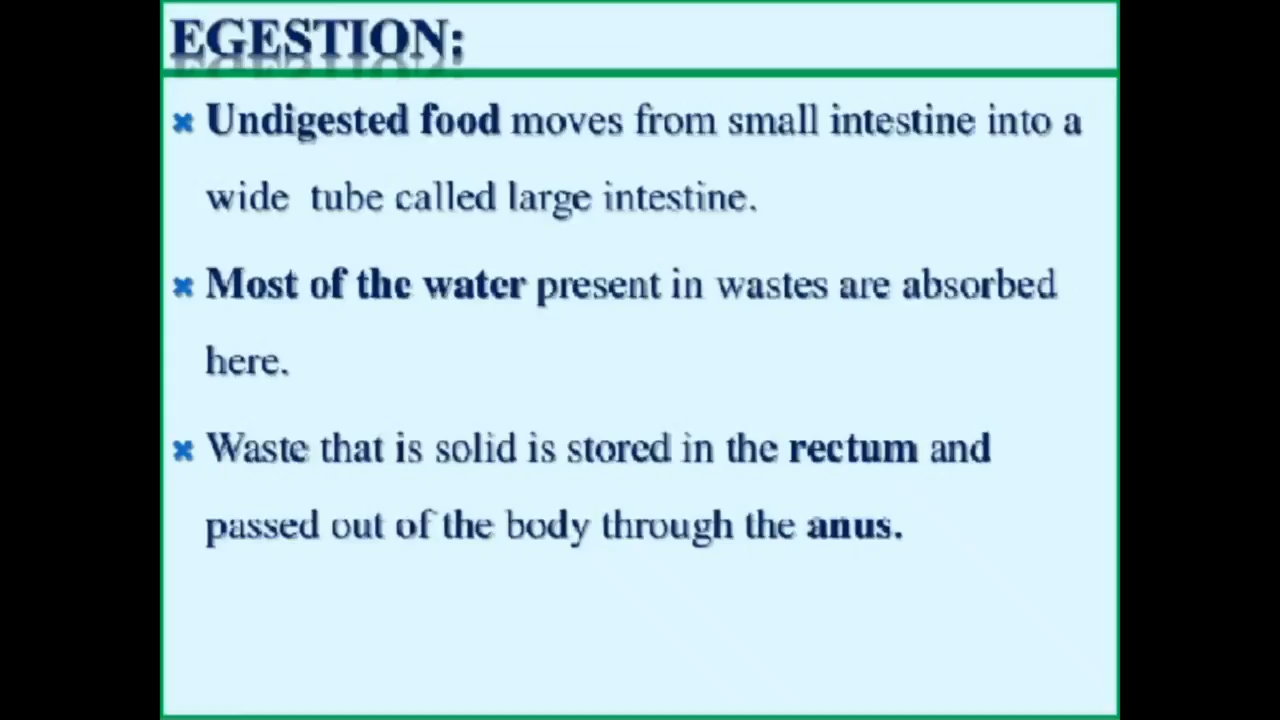 EGESTION:
Undigested food moves from small intestine into a
wide tube called large intestine.
Most of the water present in wastes are absorbed
here.
Waste that is solid is stored in the rectum and
passed out of the body through the anus.